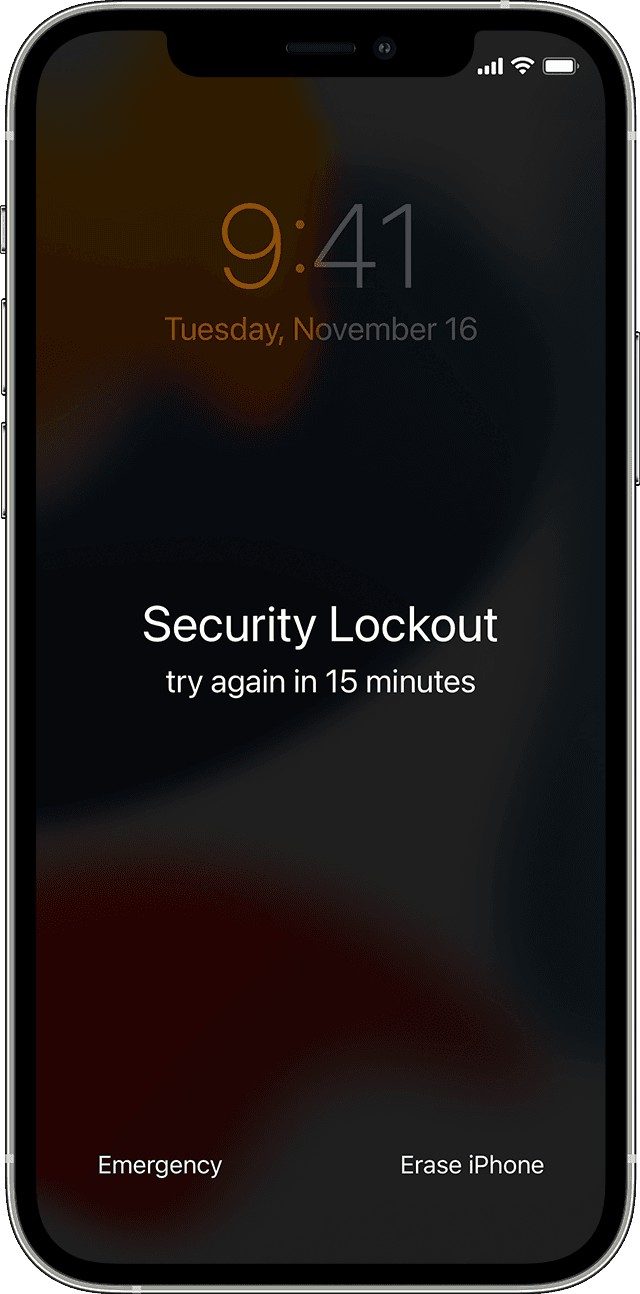 9:41
Tuesday, November 16
Security Lockout
try again in 15 minutes
Emergency
Erase iPhone